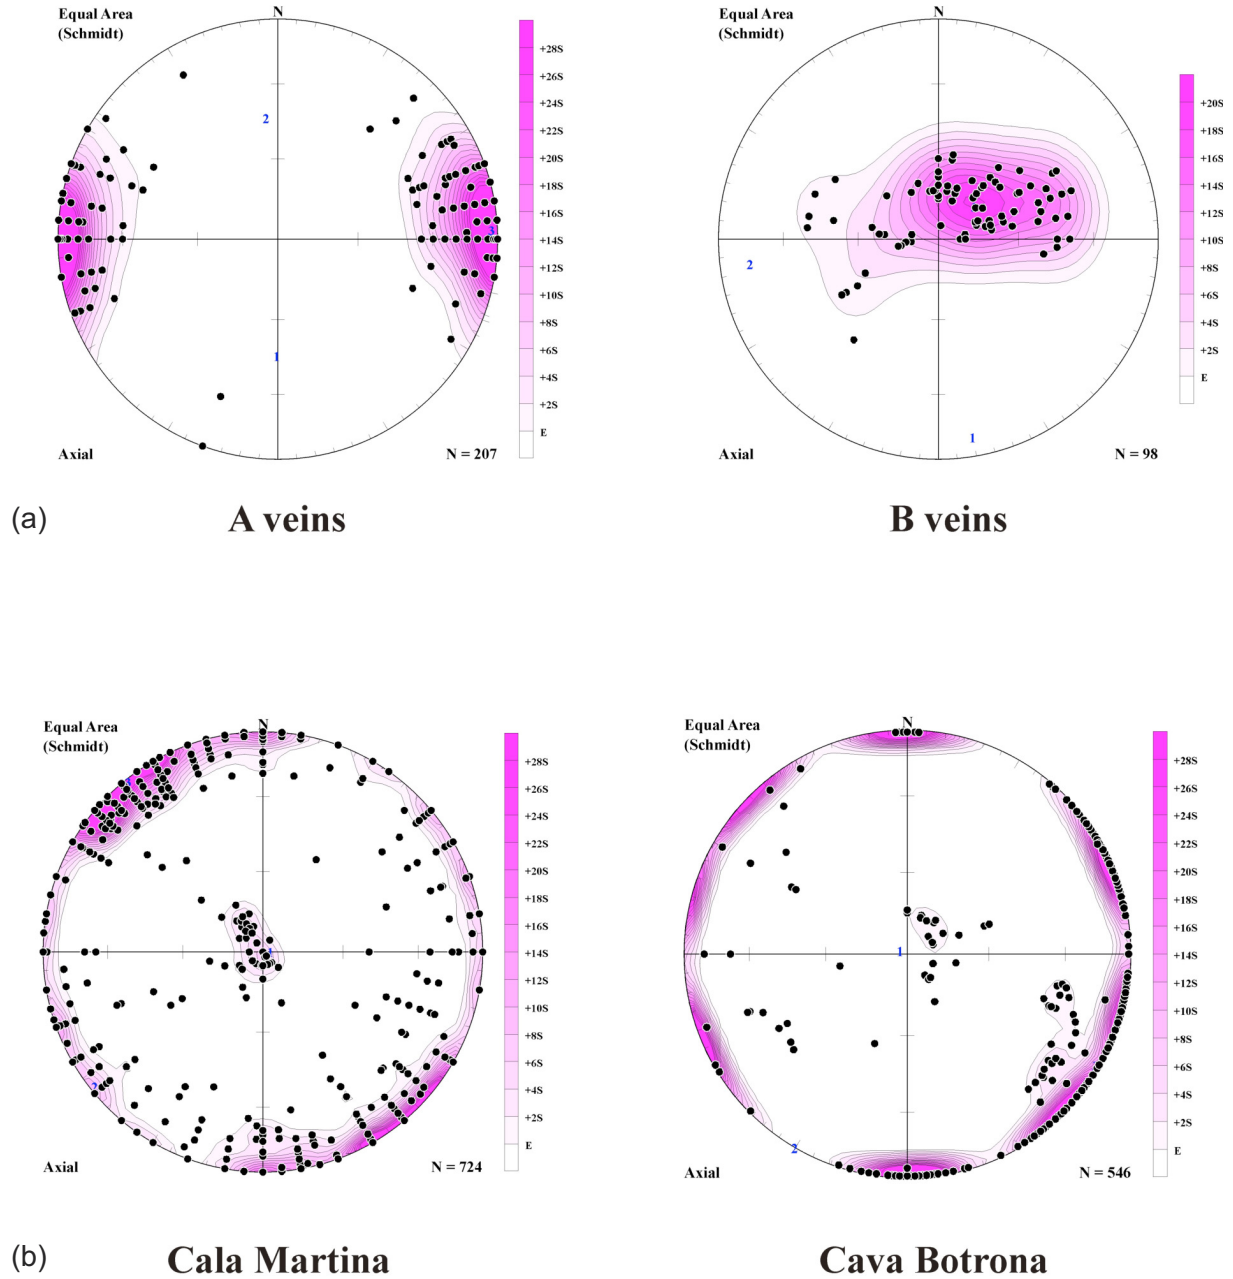 Equal Area
(Schmidt)
N
+28S
+26S
+24S
+22S
+20S
+18S
+16S
+14S
+12S
+10S
+8S
+6S
+4S
+2S
E
2
3
1
Axial
N = 207
Equal Area
(Schmidt)
N
+20S
+18S
+16S
+14S
+12S
+10S
+8S
+6S
+4S
+2S
E
2
1
Axial
N = 98
(a)
A veins
B veins
Equal Area
(Schmidt)
N
+28S
+26S
+24S
+22S
+20S
+18S
+16S
+14S
+12S
+10S
+8S
+6S
+4S
+2S
E
3
1
2
Axial
N = 724
Equal Area
(Schmidt)
N
+28S
+26S
+24S
+22S
+20S
+18S
+16S
+14S
+12S
+10S
+8S
+6S
+4S
+2S
E
1
2
Axial
N = 546
(b)
Cala Martina
Cava Botrona